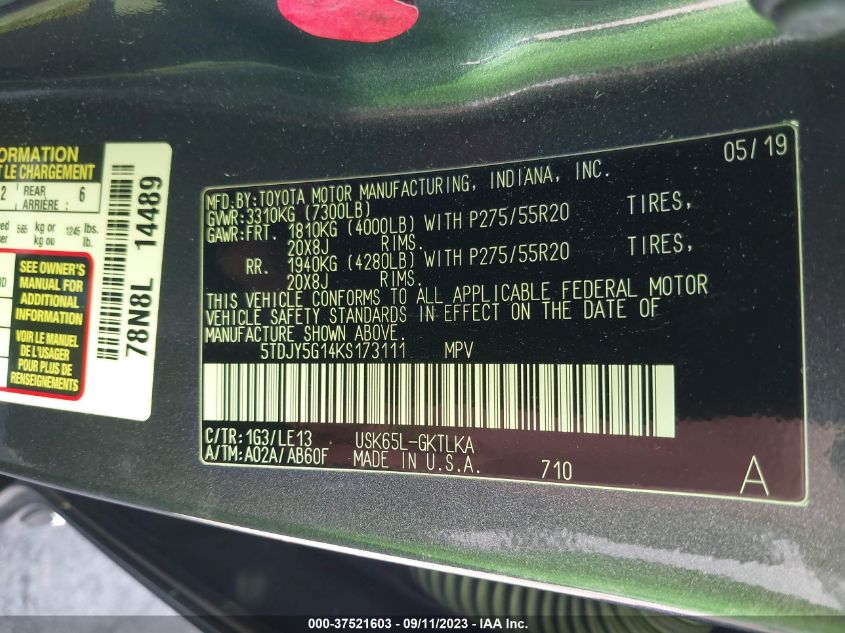 ORMATION
T LE CHARGEMENT
2 REAR 6
ARRIÈRE :
565 kg or 1245 lbs.
kg ou lb.
SEE OWNER'S
MANUAL FOR
ADDITIONAL
INFORMATION
VOIR LE MANUEL
DE L'USAGER
POUR PLUS DE
RENSEIGNEMENTS
78N8L 14489
05/19
MFD.BY:TOYOTA MOTOR MANUFACTURING, INDIANA, INC.
GVWR:3310KG (7300LB)
GAWR:FRT. 1810KG (4000LB) WITH P275/55R20 TIRES,
20X8J RIMS.
RR. 1940KG (4280LB) WITH P275/55R20 TIRES,
20X8J RIMS.
THIS VEHICLE CONFORMS TO ALL APPLICABLE FEDERAL MOTOR
VEHICLE SAFETY STANDARDS IN EFFECT ON THE DATE OF
MANUFACTURE SHOWN ABOVE.
5TDJY5G14KS173111 MPV
C/TR:1G3/LE13 USK65L-GKTLKA
A/TM:A02A/AB60F MADE IN U.S.A. 710 A
000-37521603 - 09/11/2023 - IAA Inc.